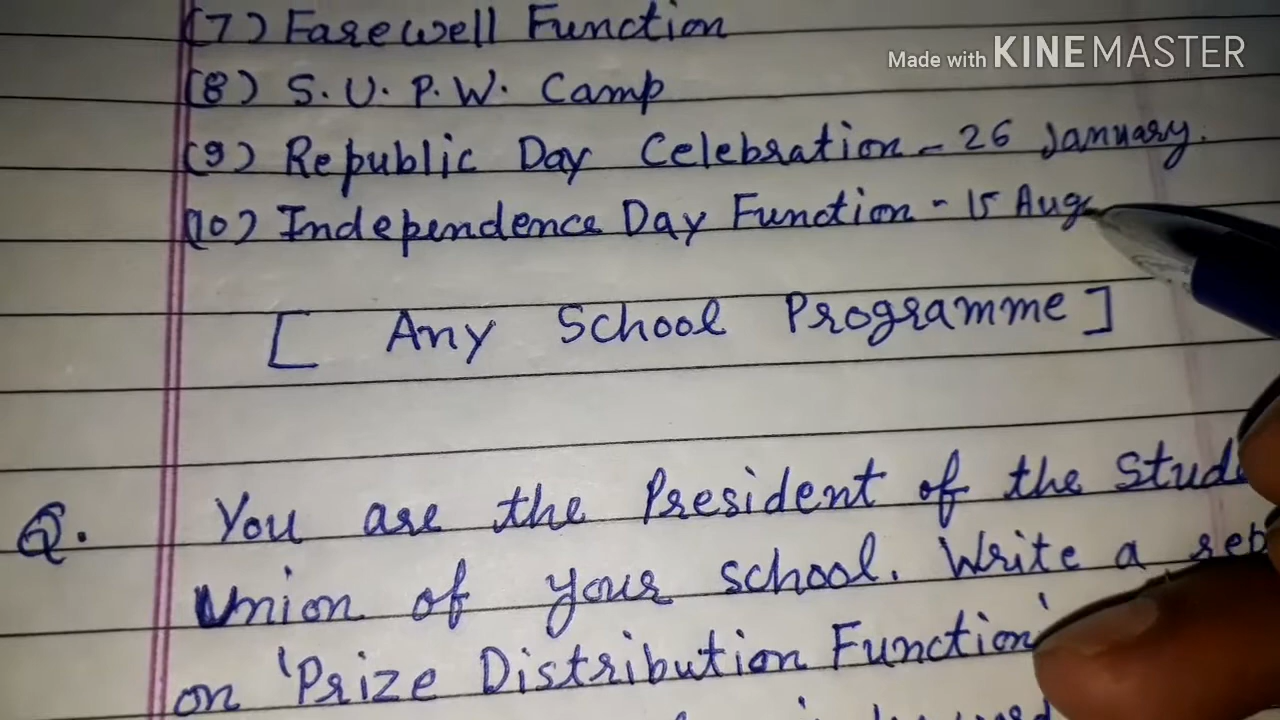 (7) Farewell Function
Made with KINEMASTER
(8) S.U.P.W. Camp
(9) Republic Day Celebration - 26 January.
(10) Independence Day Function - 15 Aug
[ Any School Programme ]
Q. You are the President of the Stud
Union of your school. Write a rep
on 'Prize Distribution Function'